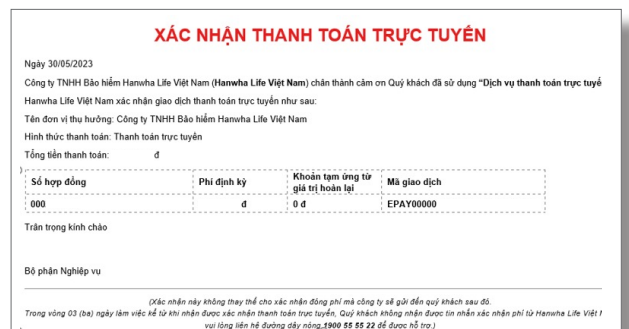 XÁC NHẬN THANH TOÁN TRỰC TUYẾN
Ngày 30/05/2023
Công ty TNHH Bảo hiểm Hanwha Life Việt Nam (Hanwha Life Việt Nam) chân thành cảm ơn Quý khách đã sử dụng "Dịch vụ thanh toán trực tuyế
Hanwha Life Việt Nam xác nhận giao dịch thanh toán trực tuyến như sau:
Tên đơn vị thụ hưởng: Công ty TNHH Bảo hiểm Hanwha Life Việt Nam
Hình thức thanh toán: Thanh toán trực tuyến
Tổng tiền thanh toán: đ
Số hợp đồng Phí định kỳ Khoản tạm ứng từ giá trị hoàn lại Mã giao dịch
000 đ 0 đ EPAY00000
Trân trọng kính chào
Bộ phận Nghiệp vụ
(Xác nhận này không thay thế cho xác nhận đóng phí mà công ty sẽ gửi đến quý khách sau đó.
Trong vòng 03 (ba) ngày làm việc kể từ khi nhận được xác nhận thanh toán trực tuyến, Quý khách không nhận được tin nhắn xác nhận phí từ Hanwha Life Việt
vui lòng liên hệ đường dây nóng 1900 55 55 22 để được hỗ trợ.)